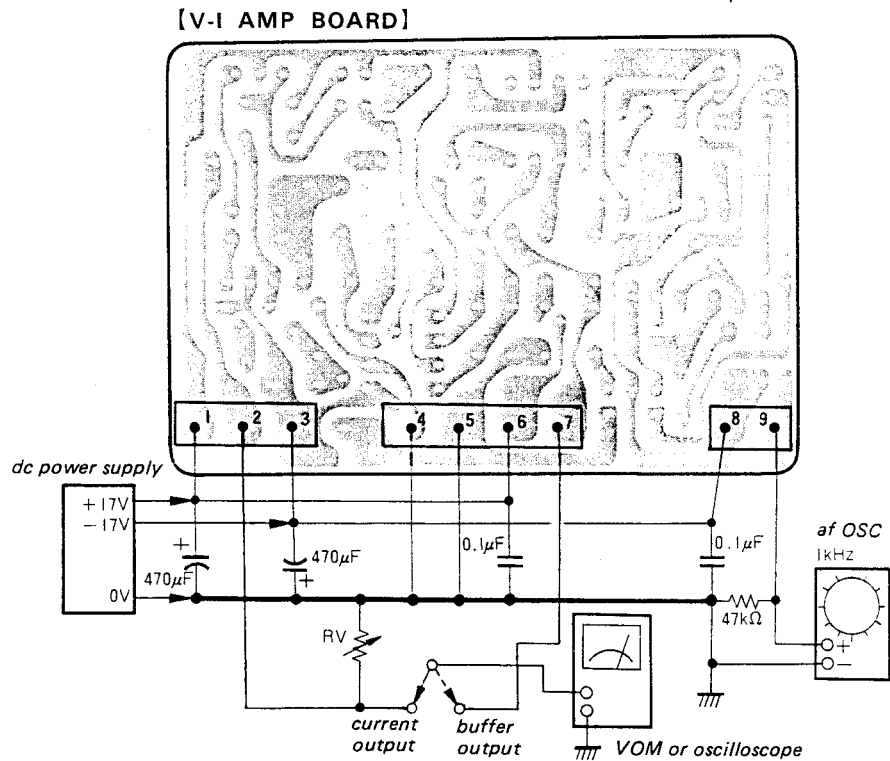 【V-I AMP BOARD】
1 2 3 4 5 6 7 8 9
dc power supply
+17V
-17V
0V
+
470μF
470μF
+
0.1μF
0.1μF
af OSC
1kHz
47kΩ
+
-
RV
current
output
buffer
output
VOM or oscilloscope